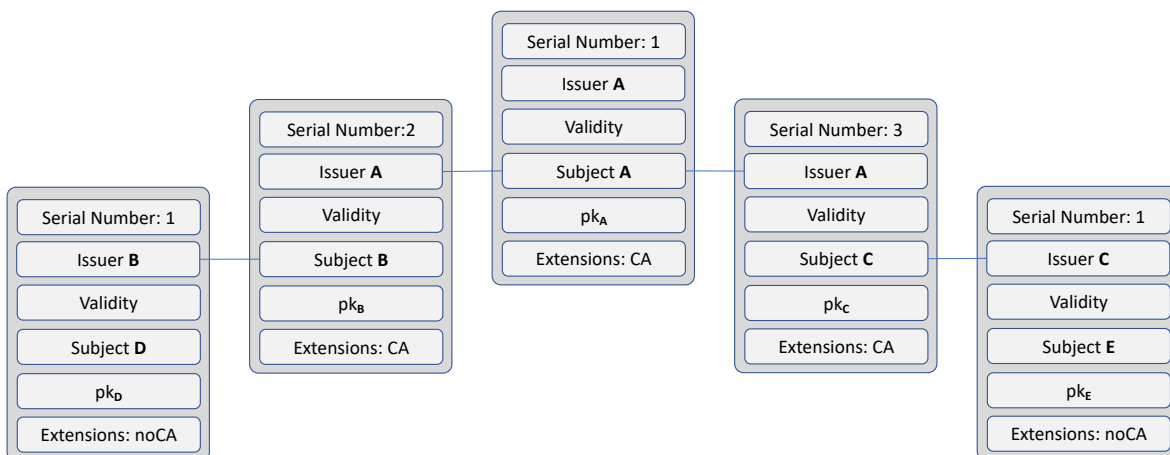 Serial Number: 1
Issuer B
Validity
Subject D
pkD
Extensions: noCA
Serial Number:2
Issuer A
Validity
Subject B
pkB
Extensions: CA
Serial Number: 1
Issuer A
Validity
Subject A
pkA
Extensions: CA
Serial Number: 3
Issuer A
Validity
Subject C
pkC
Extensions: CA
Serial Number: 1
Issuer C
Validity
Subject E
pkE
Extensions: noCA